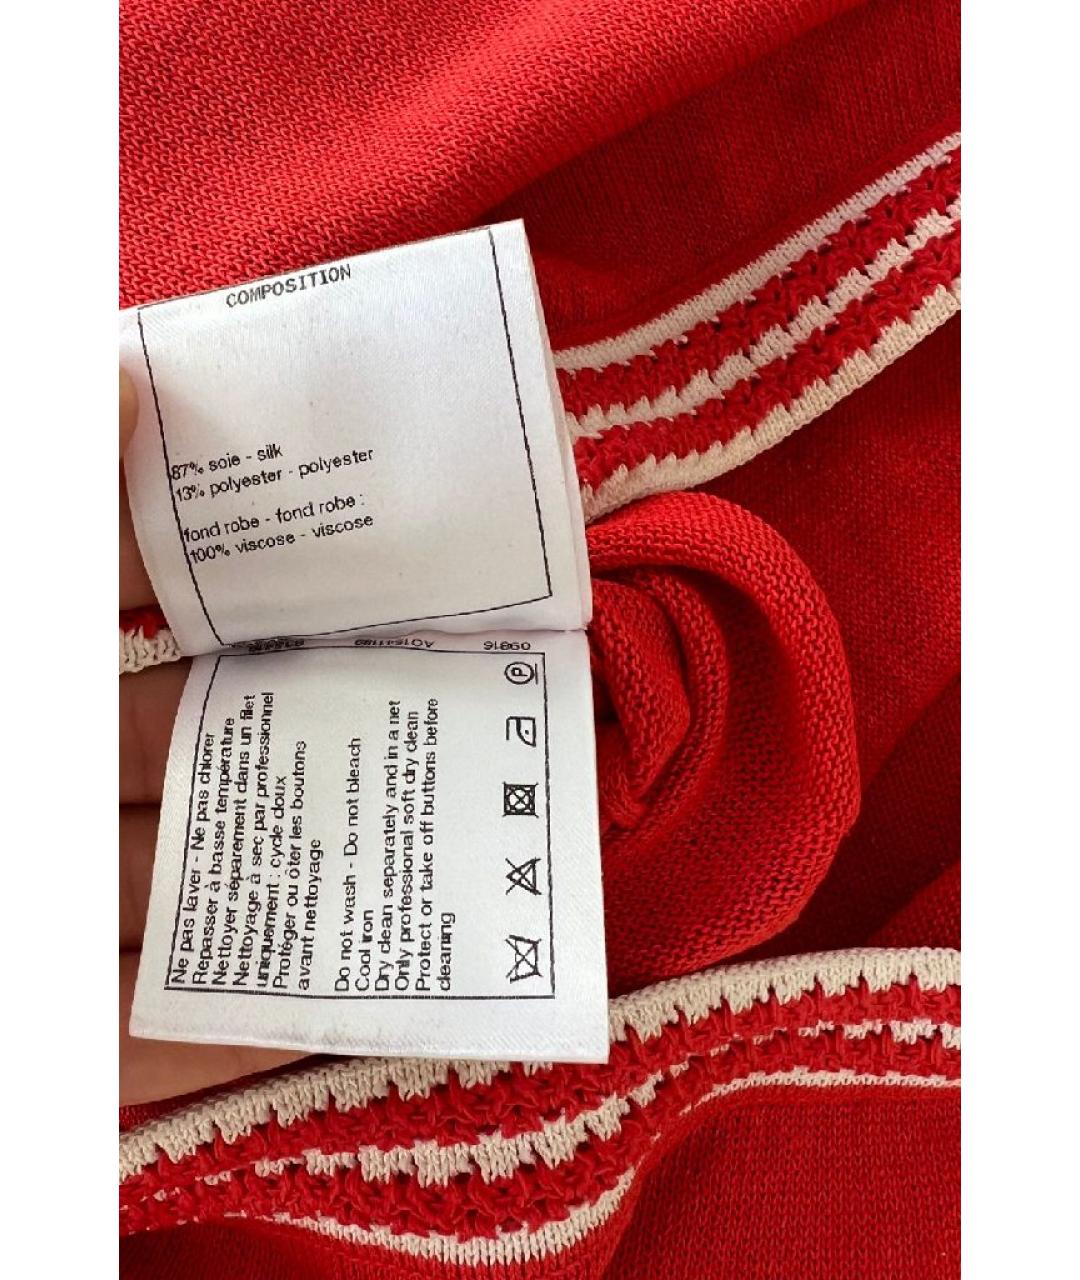 COMPOSITION
87% soie - silk
13% polyester - polyester
fond robe - fond robe :
100% viscose - viscose
09816
Ne pas laver - Ne pas chlorer
Repasser à basse température
Nettoyer séparement dans un filet
Nettoyage à sec par professionnel
uniquement : cycle doux
Protéger ou ôter les boutons
avant nettoyage
Do not wash - Do not bleach
Cool iron
Dry clean separately and in a net
Only professional soft dry clean
Protect or take off buttons before
cleaning
P